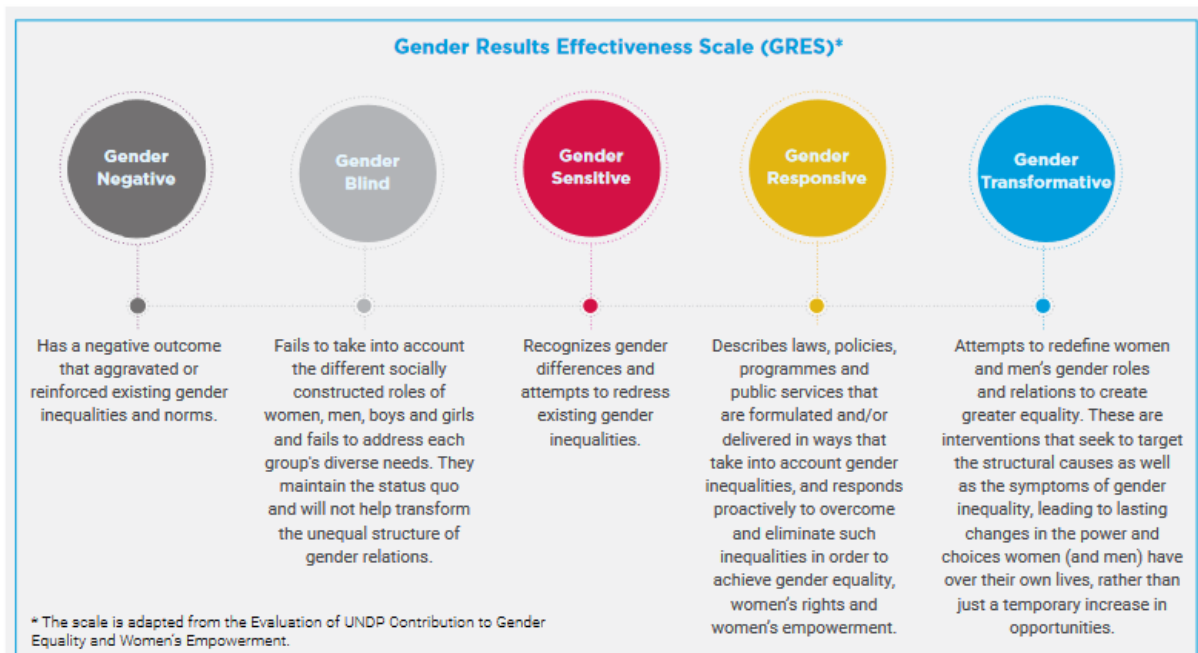 Gender Results Effectiveness Scale (GRES)*
Gender
Negative
Gender
Blind
Gender
Sensitive
Gender
Responsive
Gender
Transformative
Has a negative outcome
that aggravated or
reinforced existing gender
inequalities and norms.
Fails to take into account
the different socially
constructed roles of
women, men, boys and girls
and fails to address each
group's diverse needs. They
maintain the status quo
and will not help transform
the unequal structure of
gender relations.
Recognizes gender
differences and
attempts to redress
existing gender
inequalities.
Describes laws, policies,
programmes and
public services that
are formulated and/or
delivered in ways that
take into account gender
inequalities, and responds
proactively to overcome
and eliminate such
inequalities in order to
achieve gender equality,
women's rights and
women's empowerment.
Attempts to redefine women
and men's gender roles
and relations to create
greater equality. These are
interventions that seek to target
the structural causes as well
as the symptoms of gender
inequality, leading to lasting
changes in the power and
choices women (and men) have
over their own lives, rather than
just a temporary increase in
opportunities.
* The scale is adapted from the Evaluation of UNDP Contribution to Gender
Equality and Women's Empowerment.